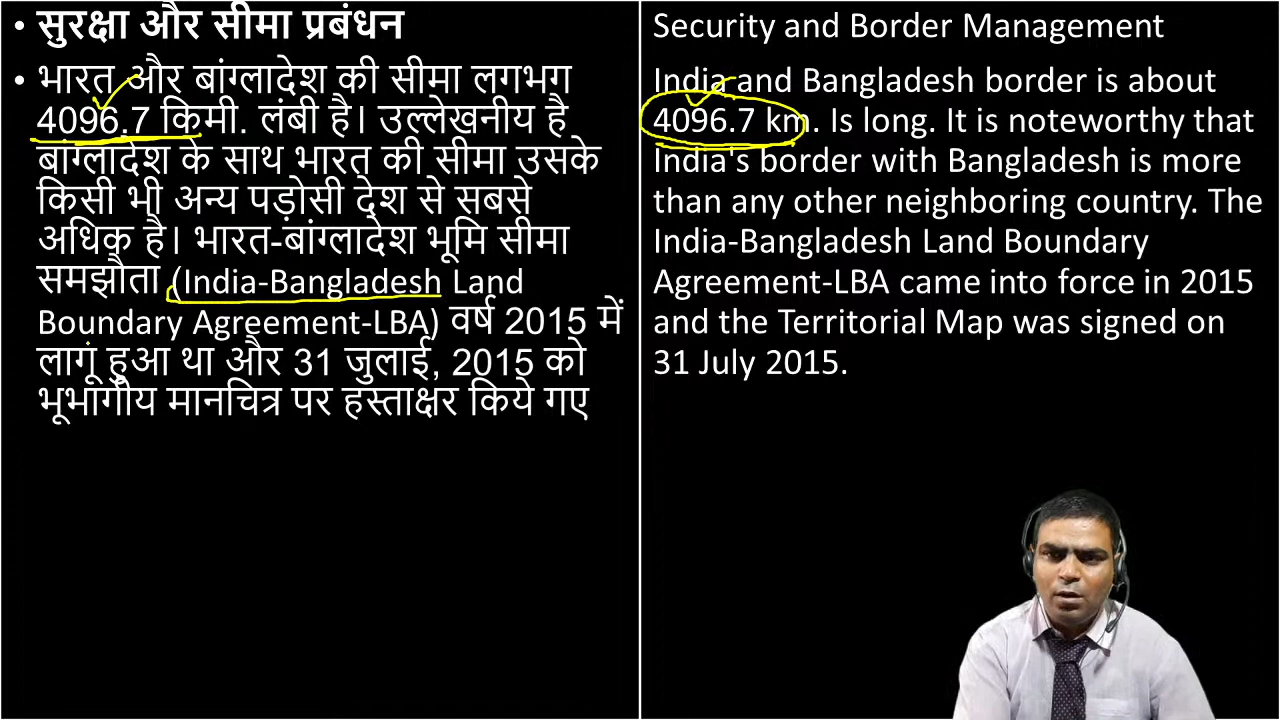 • सुरक्षा और सीमा प्रबंधन
• भारत और बांग्लादेश की सीमा लगभग
4096.7 किमी. लंबी है। उल्लेखनीय है
बांग्लादेश के साथ भारत की सीमा उसके
किसी भी अन्य पड़ोसी देश से सबसे
अधिक है। भारत-बांग्लादेश भूमि सीमा
समझौता (India-Bangladesh Land
Boundary Agreement-LBA) वर्ष 2015 में
लागू हुआ था और 31 जुलाई, 2015 को
भूभागीय मानचित्र पर हस्ताक्षर किये गए
Security and Border Management
India and Bangladesh border is about
4096.7 km. Is long. It is noteworthy that
India's border with Bangladesh is more
than any other neighboring country. The
India-Bangladesh Land Boundary
Agreement-LBA came into force in 2015
and the Territorial Map was signed on
31 July 2015.